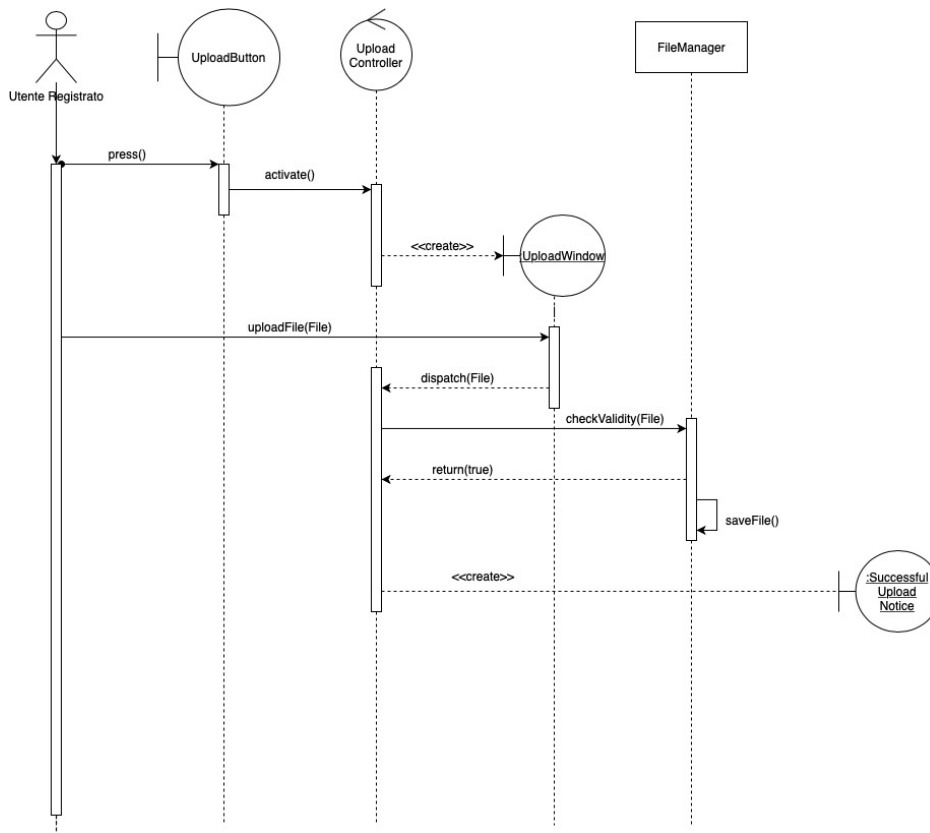 UploadButton
Upload
Controller
FileManager
Utente Registrato
press()
activate()
<<create>>
:UploadWindow
uploadFile(File)
dispatch(File)
checkValidity(File)
return(true)
saveFile()
<<create>>
:Successful
Upload
Notice